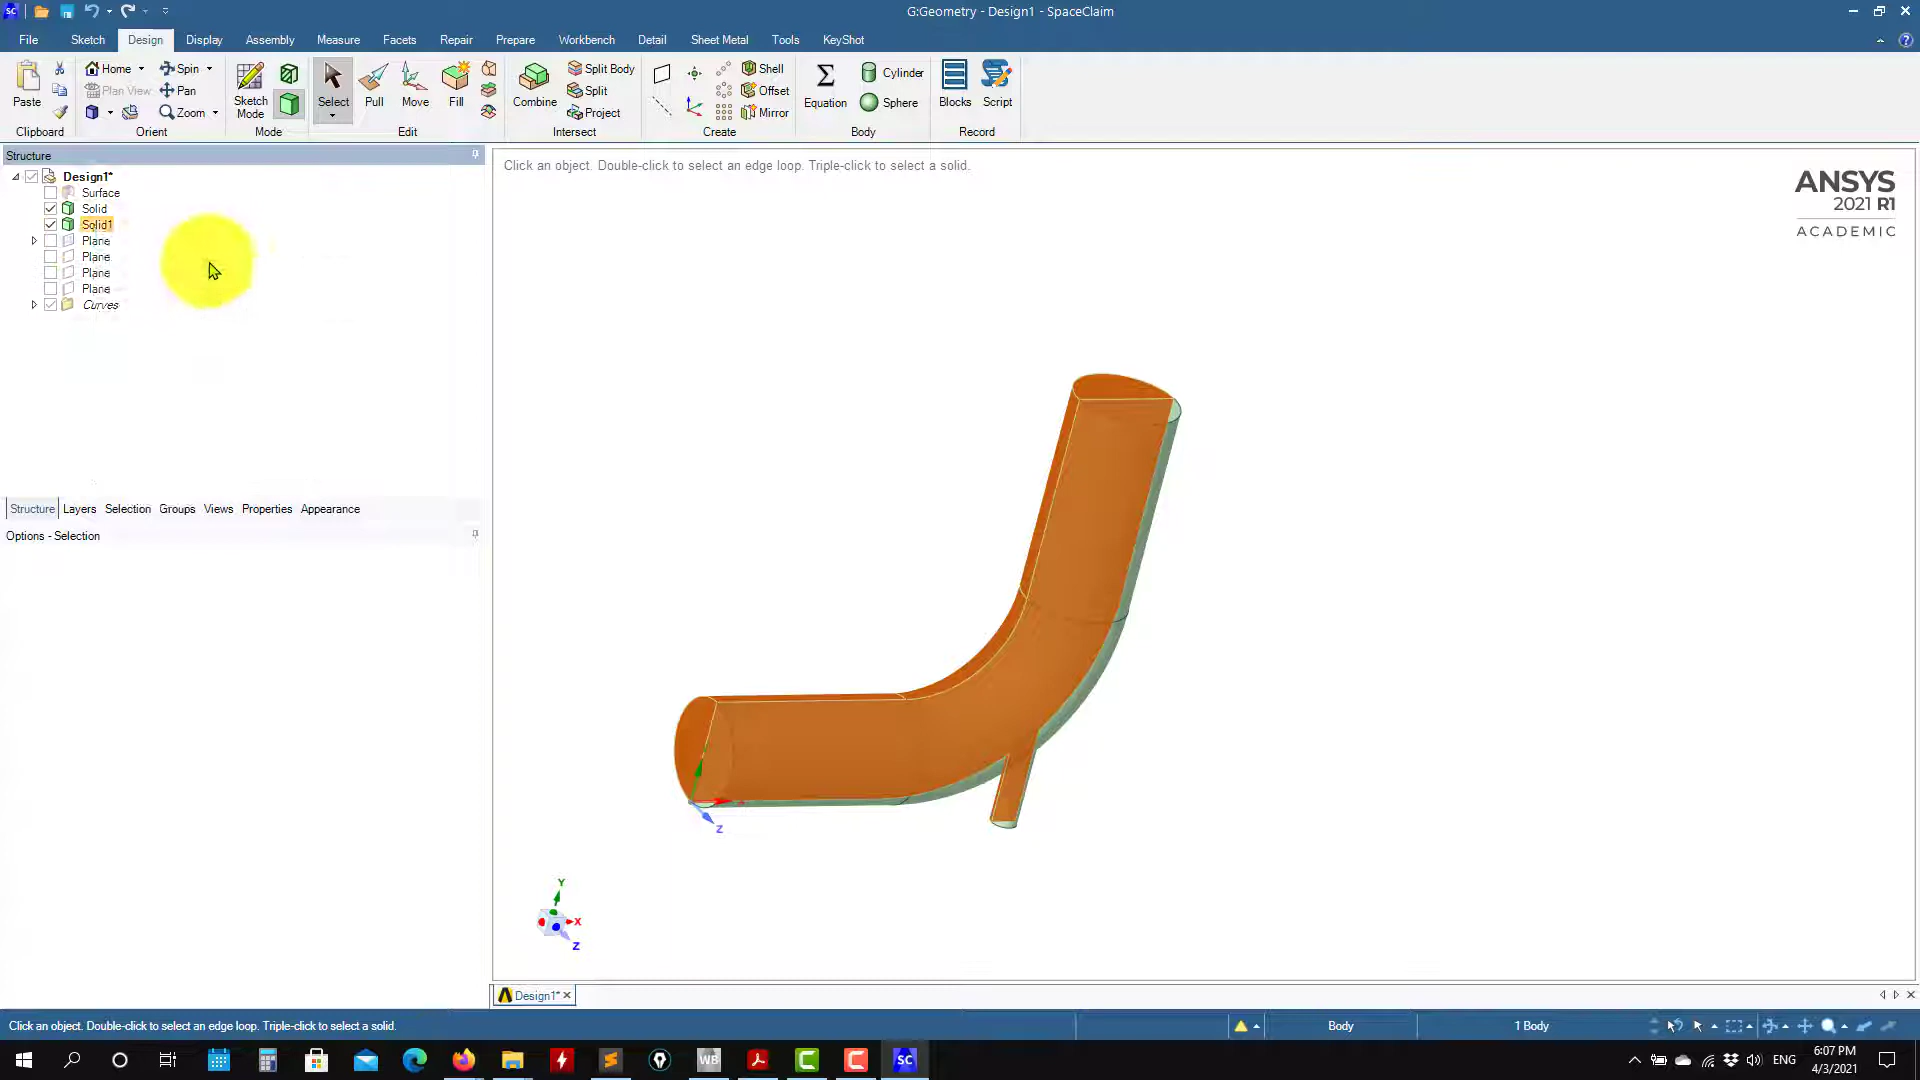 G:Geometry - Design1 - SpaceClaim
File Sketch Design Display Assembly Measure Facets Repair Prepare Workbench Detail Sheet Metal Tools KeyShot
Home Spin Split Body Shell Cylinder
Plan View Pan Split Offset
Paste Sketch Mode Select Pull Move Fill Combine Equation Blocks Script
Zoom Project Mirror Sphere
Clipboard Orient Mode Edit Intersect Create Body Record
Structure
Click an object. Double-click to select an edge loop. Triple-click to select a solid.
Design1*
Surface
Solid
Solid1
Plane
Plane
Plane
Plane
Curves
ANSYS
2021 R1
ACADEMIC
Structure Layers Selection Groups Views Properties Appearance
Options - Selection
Z
Y
X
Z
Design1*
Click an object. Double-click to select an edge loop. Triple-click to select a solid.
Body
1 Body
WB
SC
ENG
6:07 PM
4/3/2021